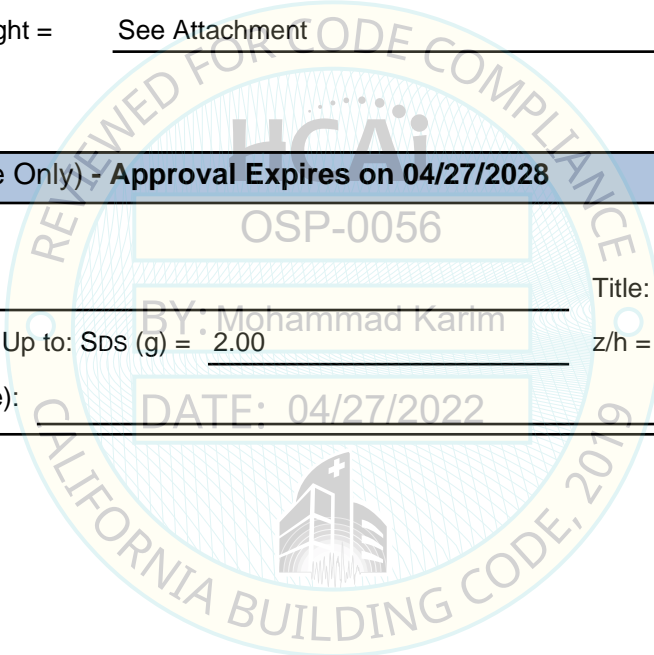 ght = See Attachment
REVIEWED FOR CODE COMPLIANCE
HCAi
e Only) - Approval Expires on 04/27/2028
OSP-0056
Title:
BY: Mohammad Karim
Up to: SDS (g) = 2.00 z/h =
e):
DATE: 04/27/2022
CALIFORNIA BUILDING CODE, 2019